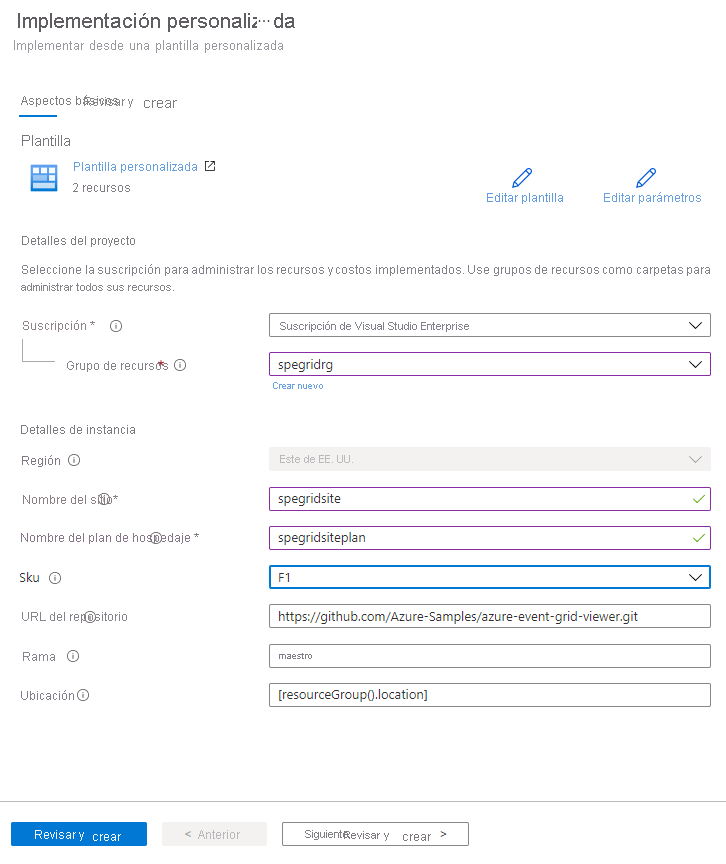 Implementación personaliz···da
Implementar desde una plantilla personalizada
Aspectos básicos Revisar y crear
Plantilla
Plantilla personalizada
2 recursos
Editar plantilla Editar parámetros
Detalles del proyecto
Seleccione la suscripción para administrar los recursos y costos implementados. Use grupos de recursos como carpetas para
administrar todos sus recursos.
Suscripción * Suscripción de Visual Studio Enterprise
Grupo de recursos * spegridrg
Crear nuevo
Detalles de instancia
Región Este de EE. UU.
Nombre del sitio * spegridsite
Nombre del plan de hospedaje * spegridsiteplan
Sku F1
URL del repositorio https://github.com/Azure-Samples/azure-event-grid-viewer.git
Rama maestro
Ubicación [resourceGroup().location]
Revisar y crear < Anterior Siguiente Revisar y crear >